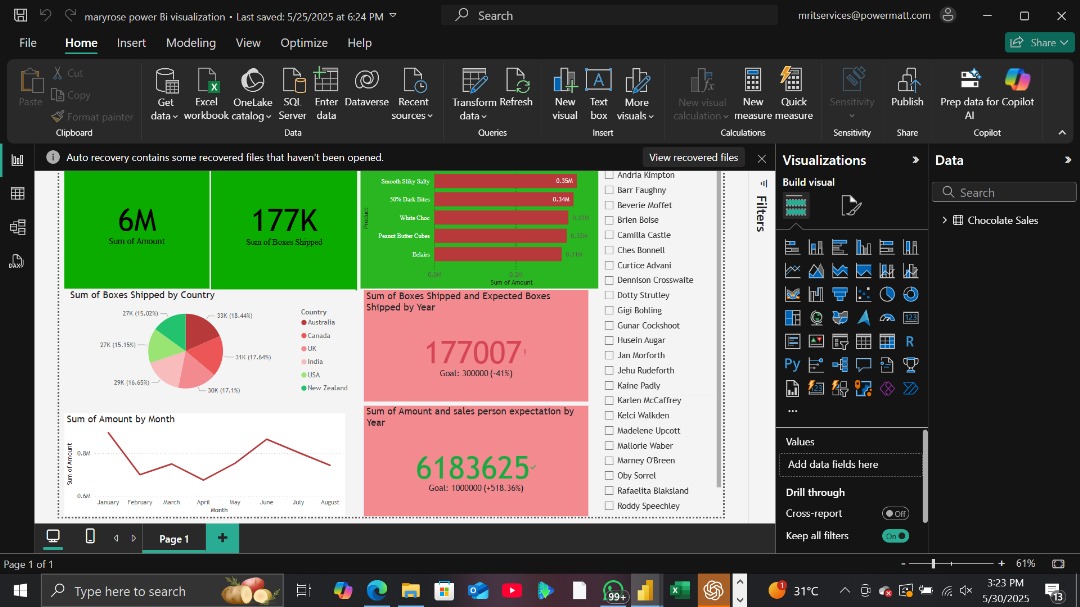 maryrose power Bi visualization • Last saved: 5/25/2025 at 6:24 PM
Search
mritservices@powermatt.com
File Home Insert Modeling View Optimize Help
Share
Paste
Cut
Copy
Format painter
Clipboard
Get data
Excel workbook
OneLake catalog
SQL Server
Enter data
Dataverse
Recent sources
Data
Transform data
Refresh
Queries
New visual
Text box
More visuals
Insert
New visual calculation
New measure
Quick measure
Calculations
Sensitivity
Sensitivity
Publish
Share
Prep data for AI
Copilot
Copilot
Auto recovery contains some recovered files that haven't been opened.
View recovered files
6M
Sum of Amount
177K
Sum of Boxes Shipped
Product
Smooth Sliky Salty 0.35M
50% Dark Bites 0.34M
White Choc
Peanut Butter Cubes
Eclairs
0.0M 0.2M
Sum of Amount
Sum of Boxes Shipped by Country
27K (15.02%)
33K (18.44%)
27K (15.15%)
31K (17.64%)
29K (16.65%)
30K (17.1%)
Country
Australia
Canada
UK
India
USA
New Zealand
Sum of Boxes Shipped and Expected Boxes
Shipped by Year
177007!
Goal: 300000 (-41%)
Sum of Amount by Month
Sum of Amount
0.8M
0.6M
January February March April May June July August
Month
Sum of Amount and sales person expectation by
Year
6183625
Goal: 1000000 (+518.36%)
Andria Kimpton
Barr Faughny
Beverie Moffet
Brien Boise
Camilla Castle
Ches Bonnell
Curtice Advani
Dennison Crosswaite
Dotty Strutley
Gigi Bohling
Gunar Cockshoot
Husein Augar
Jan Morforth
Jehu Rudeforth
Kaine Padly
Karlen McCaffrey
Kelci Walkden
Madelene Upcott
Mallorie Waber
Marney O'Breen
Oby Sorrel
Rafaelita Blaksland
Roddy Speechley
Filters
Visualizations
Build visual
123
R
Py
Values
Add data fields here
Drill through
Cross-report
Off
Keep all filters
On
Data
Search
Chocolate Sales
DAX
Page 1
Page 1 of 1
61%
Type here to search
99+
1
31°C
3:23 PM
5/30/2025
13